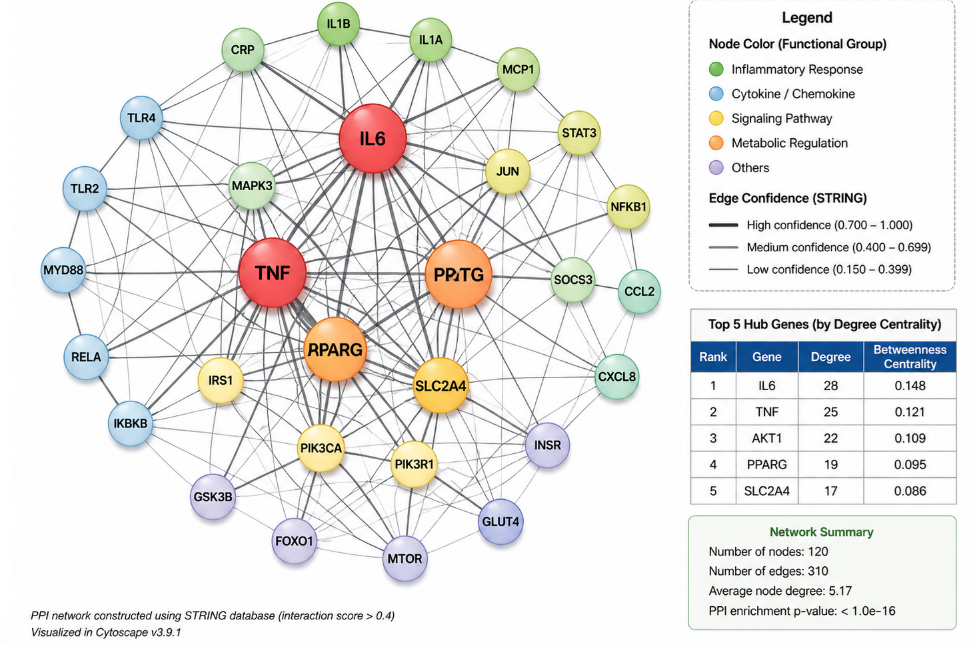 IL1B
IL1A
CRP
MCP1
TLR4
STAT3
IL6
JUN
MAPK3
TLR2
NFKB1
TNF
MYD88
SOCS3
CCL2
RELA
IRS1
SLC2A4
CXCL8
IKBKB
PIK3CA
PIK3R1
INSR
GSK3B
GLUT4
FOXO1
MTOR
PPI network constructed using STRING database (interaction score > 0.4)
Visualized in Cytoscape v3.9.1
Legend
Node Color (Functional Group)
Inflammatory Response
Cytokine / Chemokine
Signaling Pathway
Metabolic Regulation
Others
Edge Confidence (STRING)
High confidence (0.700 – 1.000)
Medium confidence (0.400 – 0.699)
Low confidence (0.150 – 0.399)
Top 5 Hub Genes (by Degree Centrality)
Rank Gene Degree Betweenness Centrality
1 IL6 28 0.148
2 TNF 25 0.121
3 AKT1 22 0.109
4 PPARG 19 0.095
5 SLC2A4 17 0.086
Network Summary
Number of nodes: 120
Number of edges: 310
Average node degree: 5.17
PPI enrichment p-value: < 1.0e-16